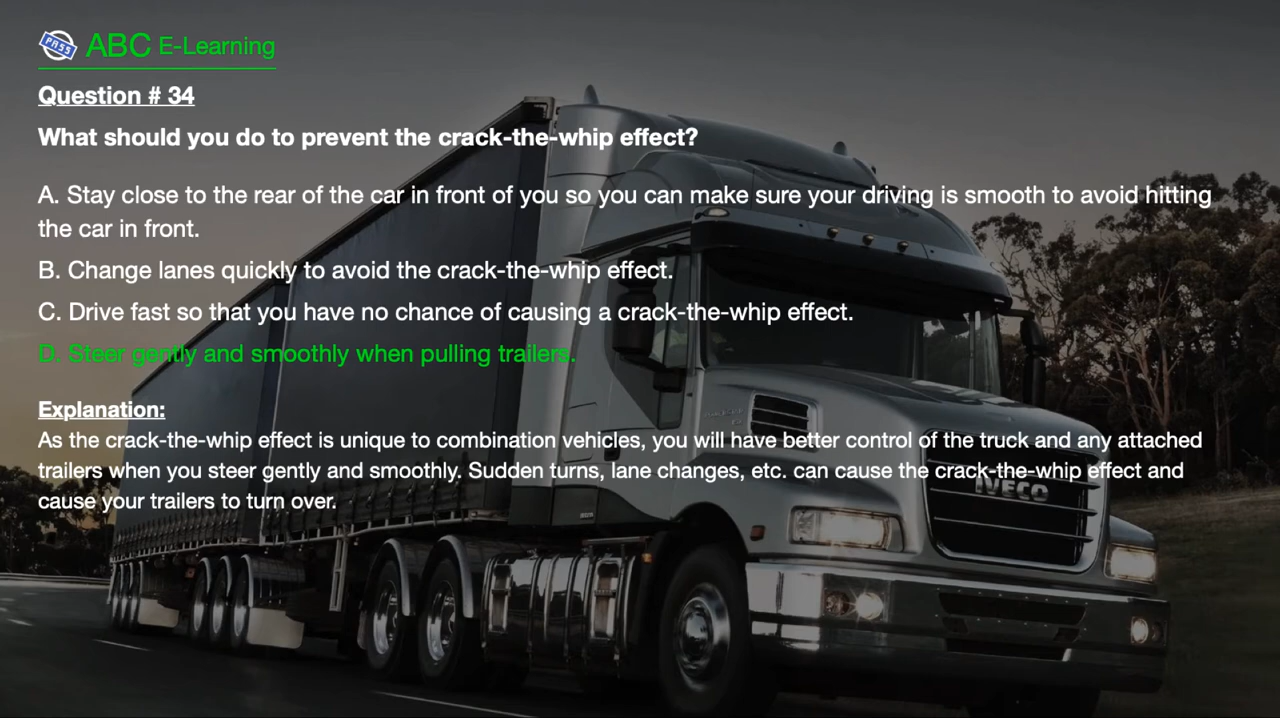 PASS
ABC E-Learning
Question # 34
What should you do to prevent the crack-the-whip effect?
A. Stay close to the rear of the car in front of you so you can make sure your driving is smooth to avoid hitting
the car in front.
B. Change lanes quickly to avoid the crack-the-whip effect.
C. Drive fast so that you have no chance of causing a crack-the-whip effect.
D. Steer gently and smoothly when pulling trailers.
Explanation:
As the crack-the-whip effect is unique to combination vehicles, you will have better control of the truck and any attached
trailers when you steer gently and smoothly. Sudden turns, lane changes, etc. can cause the crack-the-whip effect and
cause your trailers to turn over.
IVECO